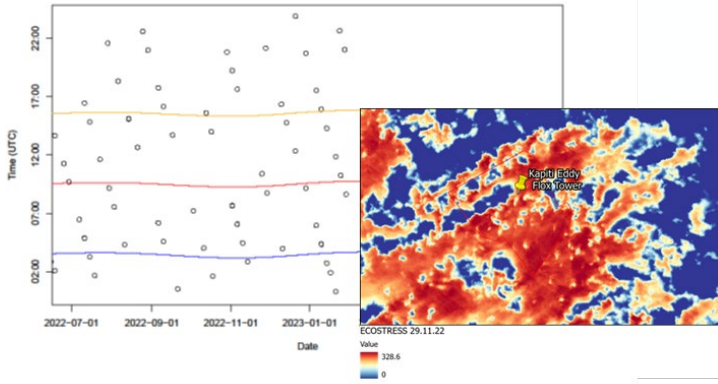 22:00
17:00
12:00
07:00
02:00
Time (UTC)
2022-07-01
2022-09-01
2022-11-01
2023-01-01
Date
Kapiti Eddy
Flox Tower
ECOSTRESS 29.11.22
Value
328.6
0